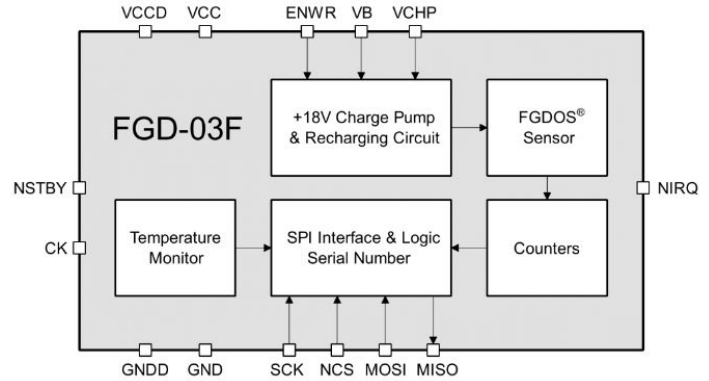 VCCD VCC ENWR VB VCHP
FGD-03F
+18V Charge Pump
& Recharging Circuit
FGDOS®
Sensor
NSTBY
NIRQ
CK
Temperature
Monitor
SPI Interface & Logic
Serial Number
Counters
GNDD GND SCK NCS MOSI MISO